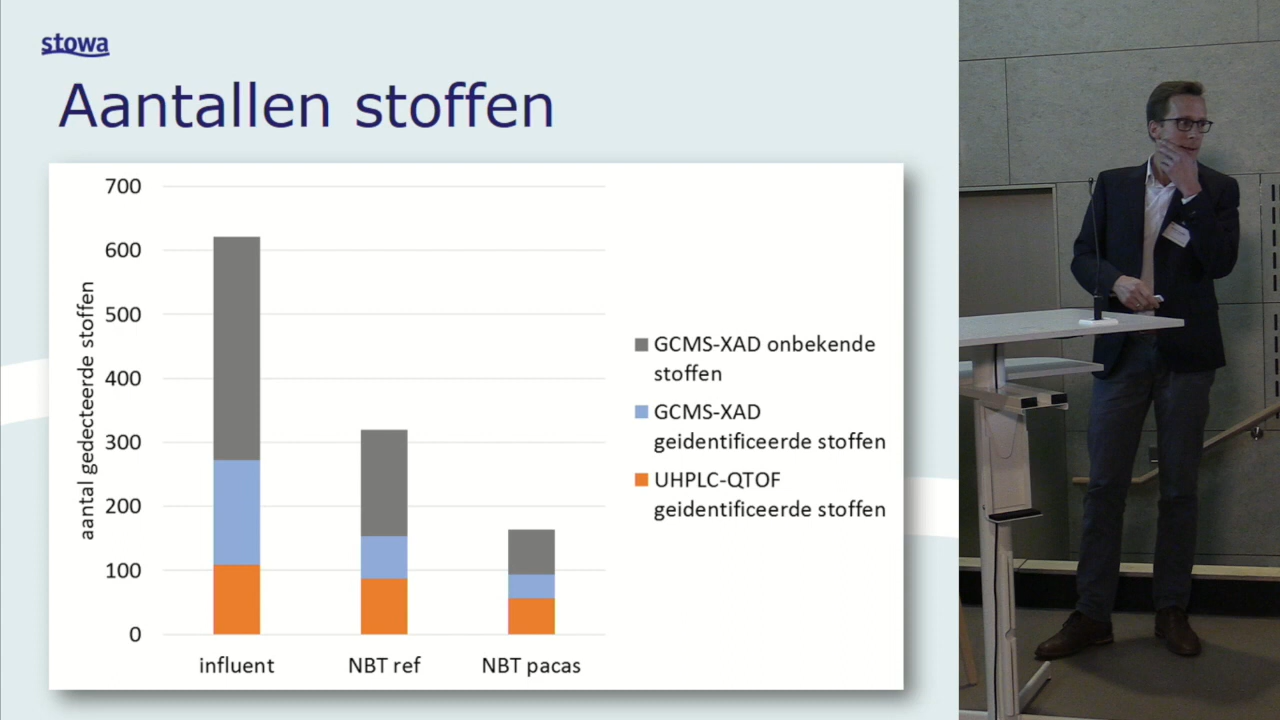 stowa
Aantallen stoffen
700
600
500
400
300
200
100
0
aantal gedecteerde stoffen
influent
NBT ref
NBT pacas
GCMS-XAD onbekende
stoffen
GCMS-XAD
geidentificeerde stoffen
UHPLC-QTOF
geidentificeerde stoffen